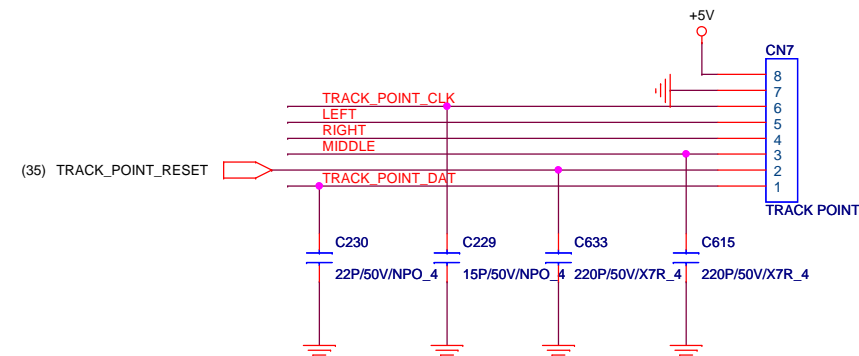 +5V
CN7
8
7
TRACK_POINT_CLK
6
LEFT
5
RIGHT
4
MIDDLE
3
(35) TRACK_POINT_RESET
2
TRACK_POINT_DAT
1
TRACK POINT
C230
C229
C633
C615
22P/50V/NPO_4
15P/50V/NPO_4
220P/50V/X7R_4
220P/50V/X7R_4